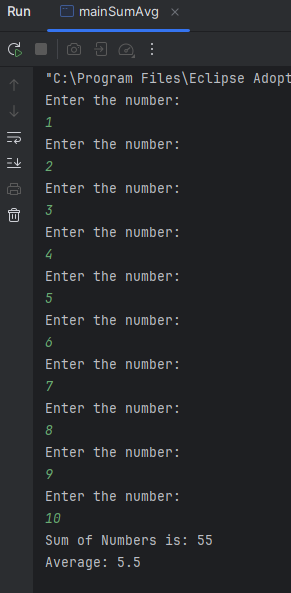 Run mainSumAvg
"C:\Program Files\Eclipse Adopt
Enter the number:
1
Enter the number:
2
Enter the number:
3
Enter the number:
4
Enter the number:
5
Enter the number:
6
Enter the number:
7
Enter the number:
8
Enter the number:
9
Enter the number:
10
Sum of Numbers is: 55
Average: 5.5